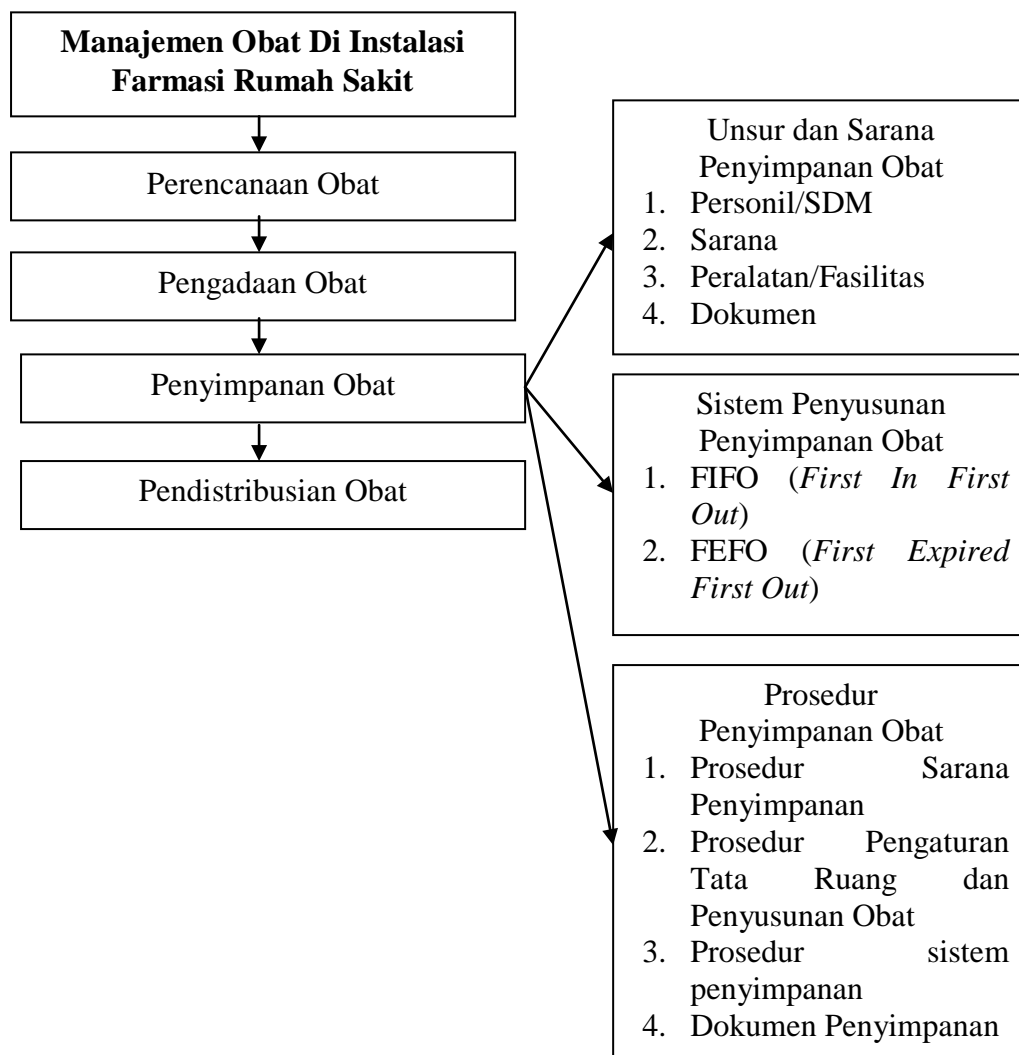 Manajemen Obat Di Instalasi
Farmasi Rumah Sakit
Perencanaan Obat
Pengadaan Obat
Penyimpanan Obat
Pendistribusian Obat
Unsur dan Sarana
Penyimpanan Obat
1. Personil/SDM
2. Sarana
3. Peralatan/Fasilitas
4. Dokumen
Sistem Penyusunan
Penyimpanan Obat
1. FIFO (First In First
Out)
2. FEFO (First Expired
First Out)
Prosedur
Penyimpanan Obat
1. Prosedur Sarana
Penyimpanan
2. Prosedur Pengaturan
Tata Ruang dan
Penyusunan Obat
3. Prosedur sistem
penyimpanan
4. Dokumen Penyimpanan